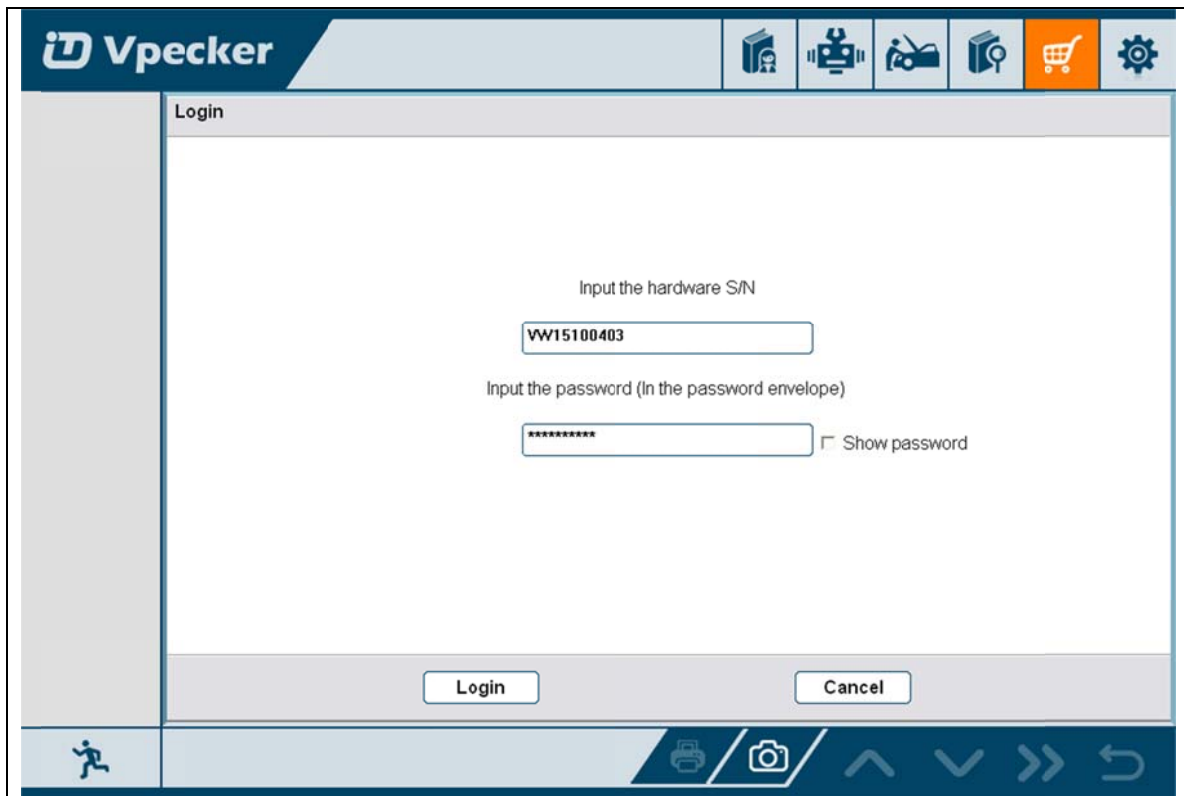 Vpecker
Login
Input the hardware S/N
VW15100403
Input the password (In the password envelope)
**********
Show password
Login
Cancel